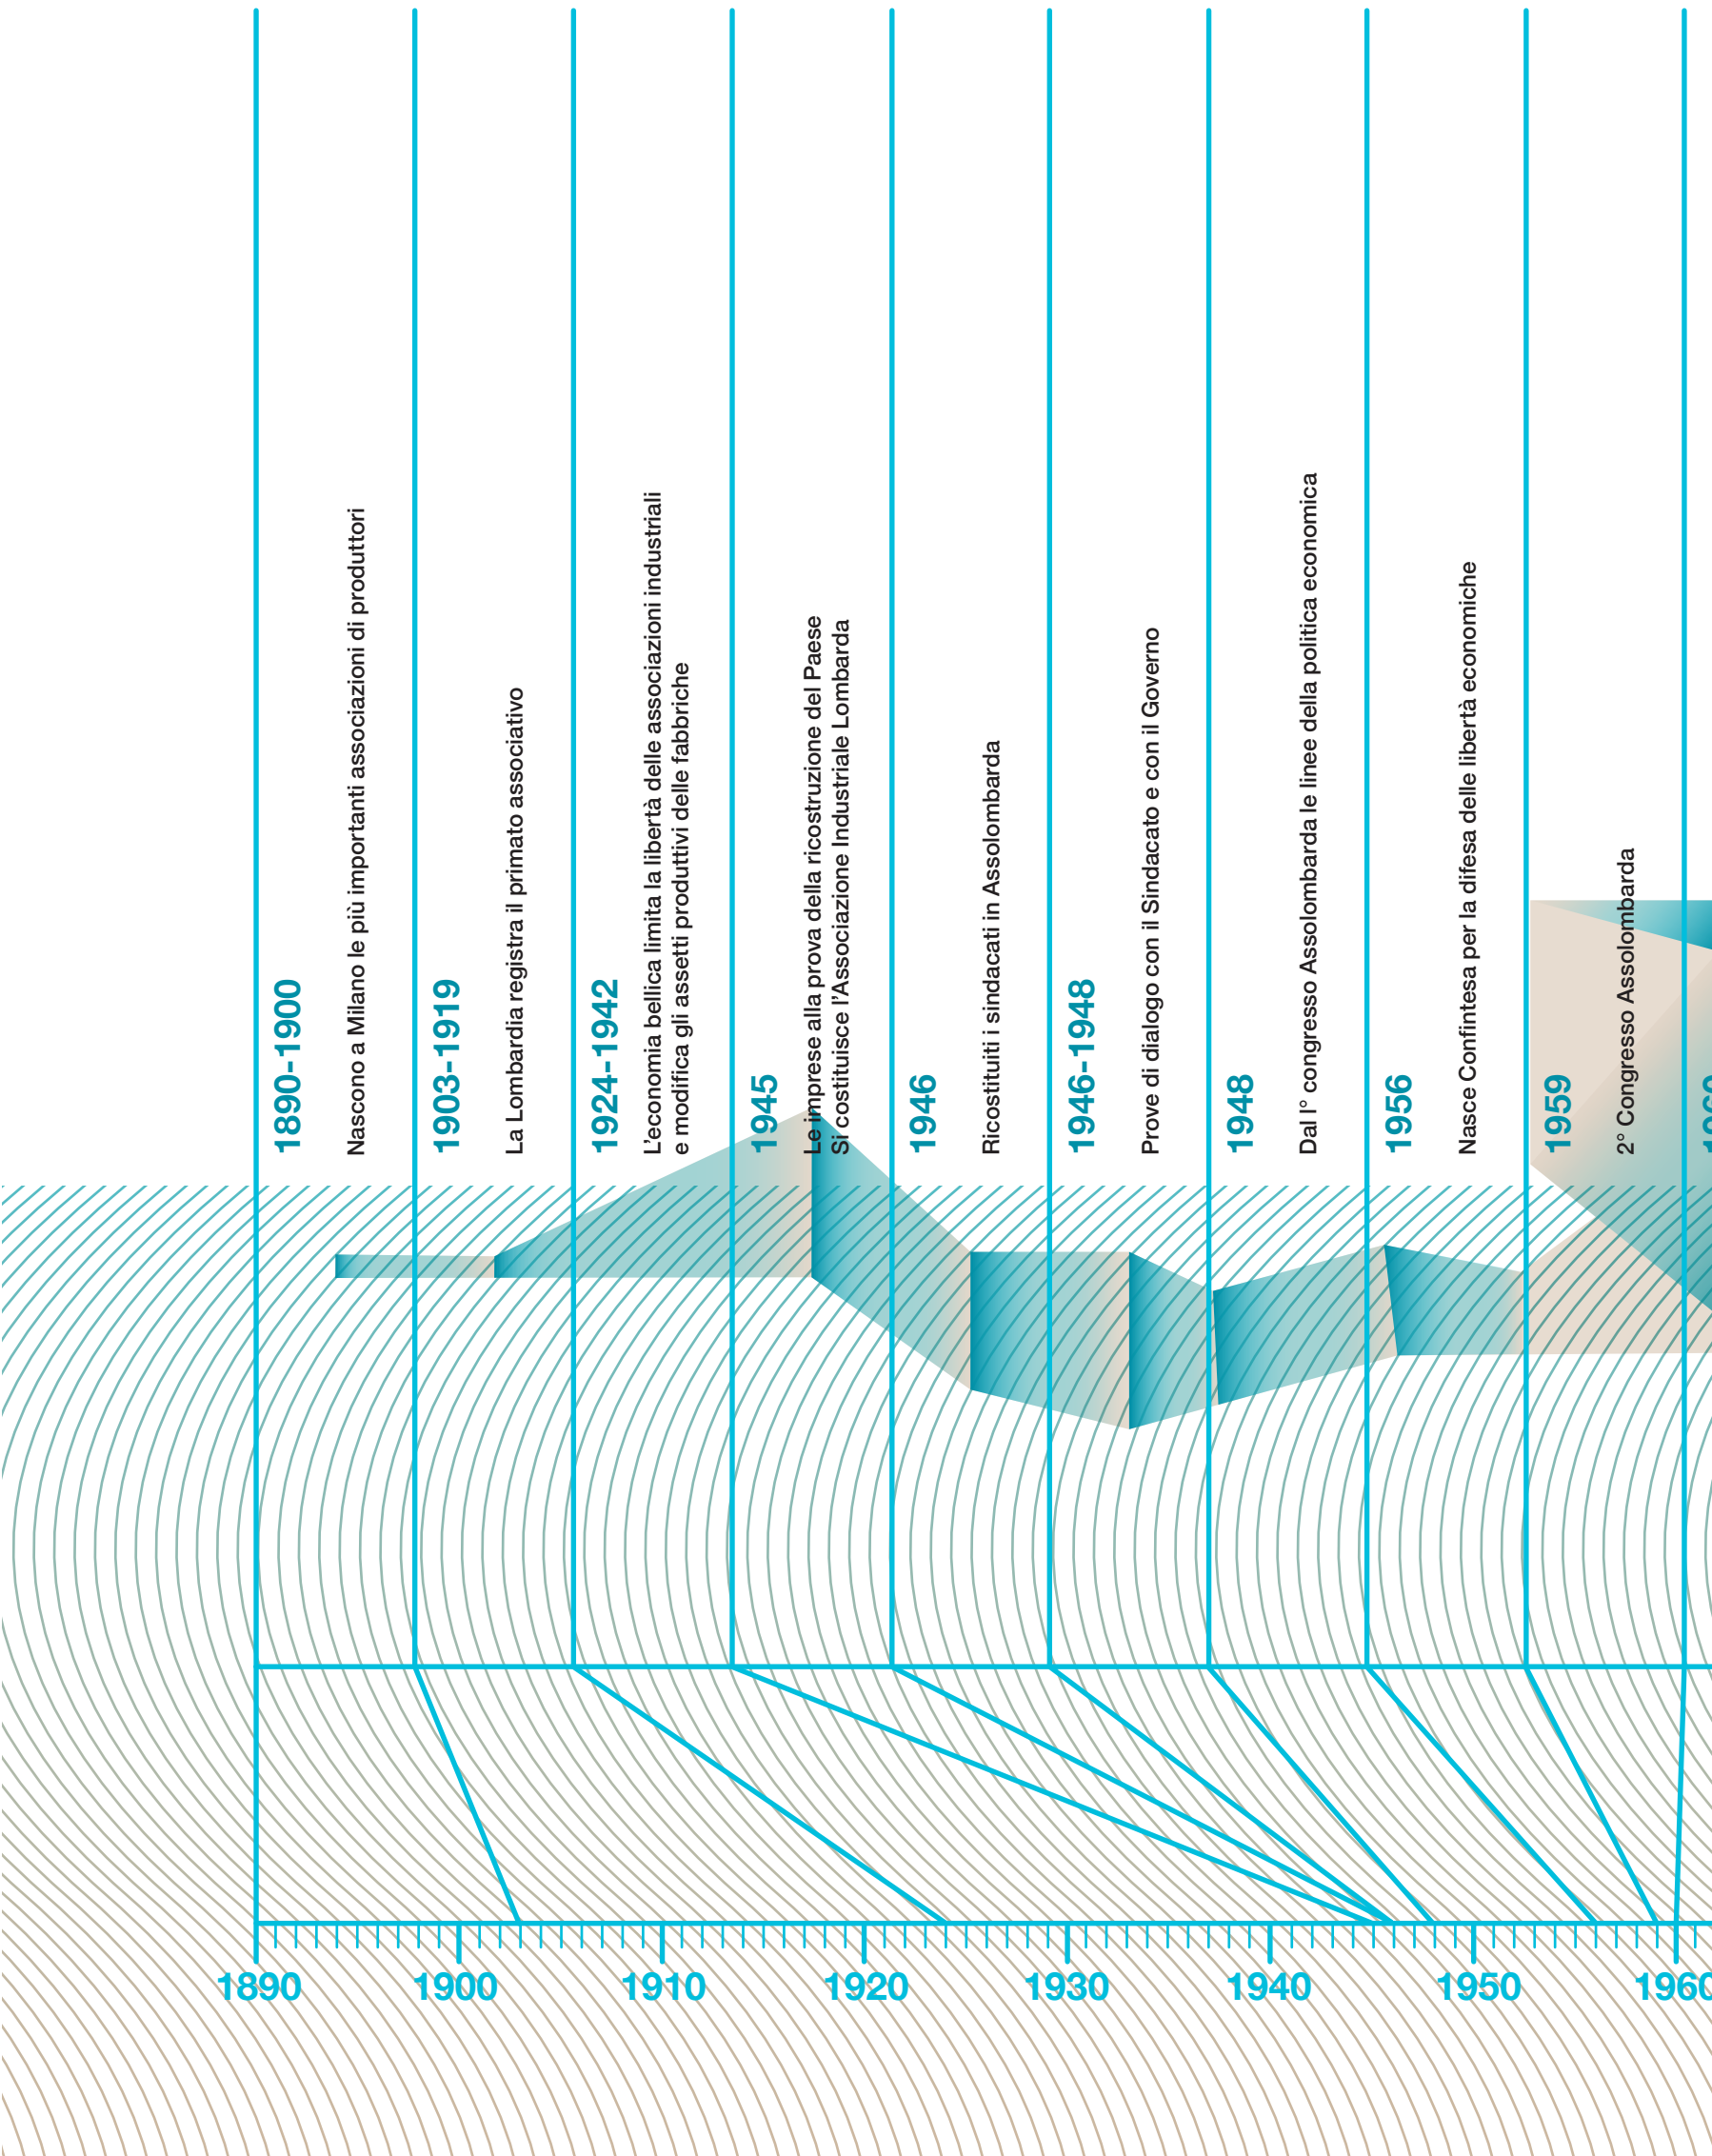 1890-1900
Nascono a Milano le più importanti associazioni di produttori
1903-1919
La Lombardia registra il primato associativo
1924-1942
L'economia bellica limita la libertà delle associazioni industriali
e modifica gli assetti produttivi delle fabbriche
1945
Le imprese alla prova della ricostruzione del Paese
Si costituisce l'Associazione Industriale Lombarda
1946
Ricostituiti i sindacati in Assolombarda
1946-1948
Prove di dialogo con il Sindacato e con il Governo
1948
Dal I° congresso Assolombarda le linee della politica economica
1956
Nasce Confintesa per la difesa delle libertà economiche
1959
2° Congresso Assolombarda
1890
1900
1910
1920
1930
1940
1950
1960